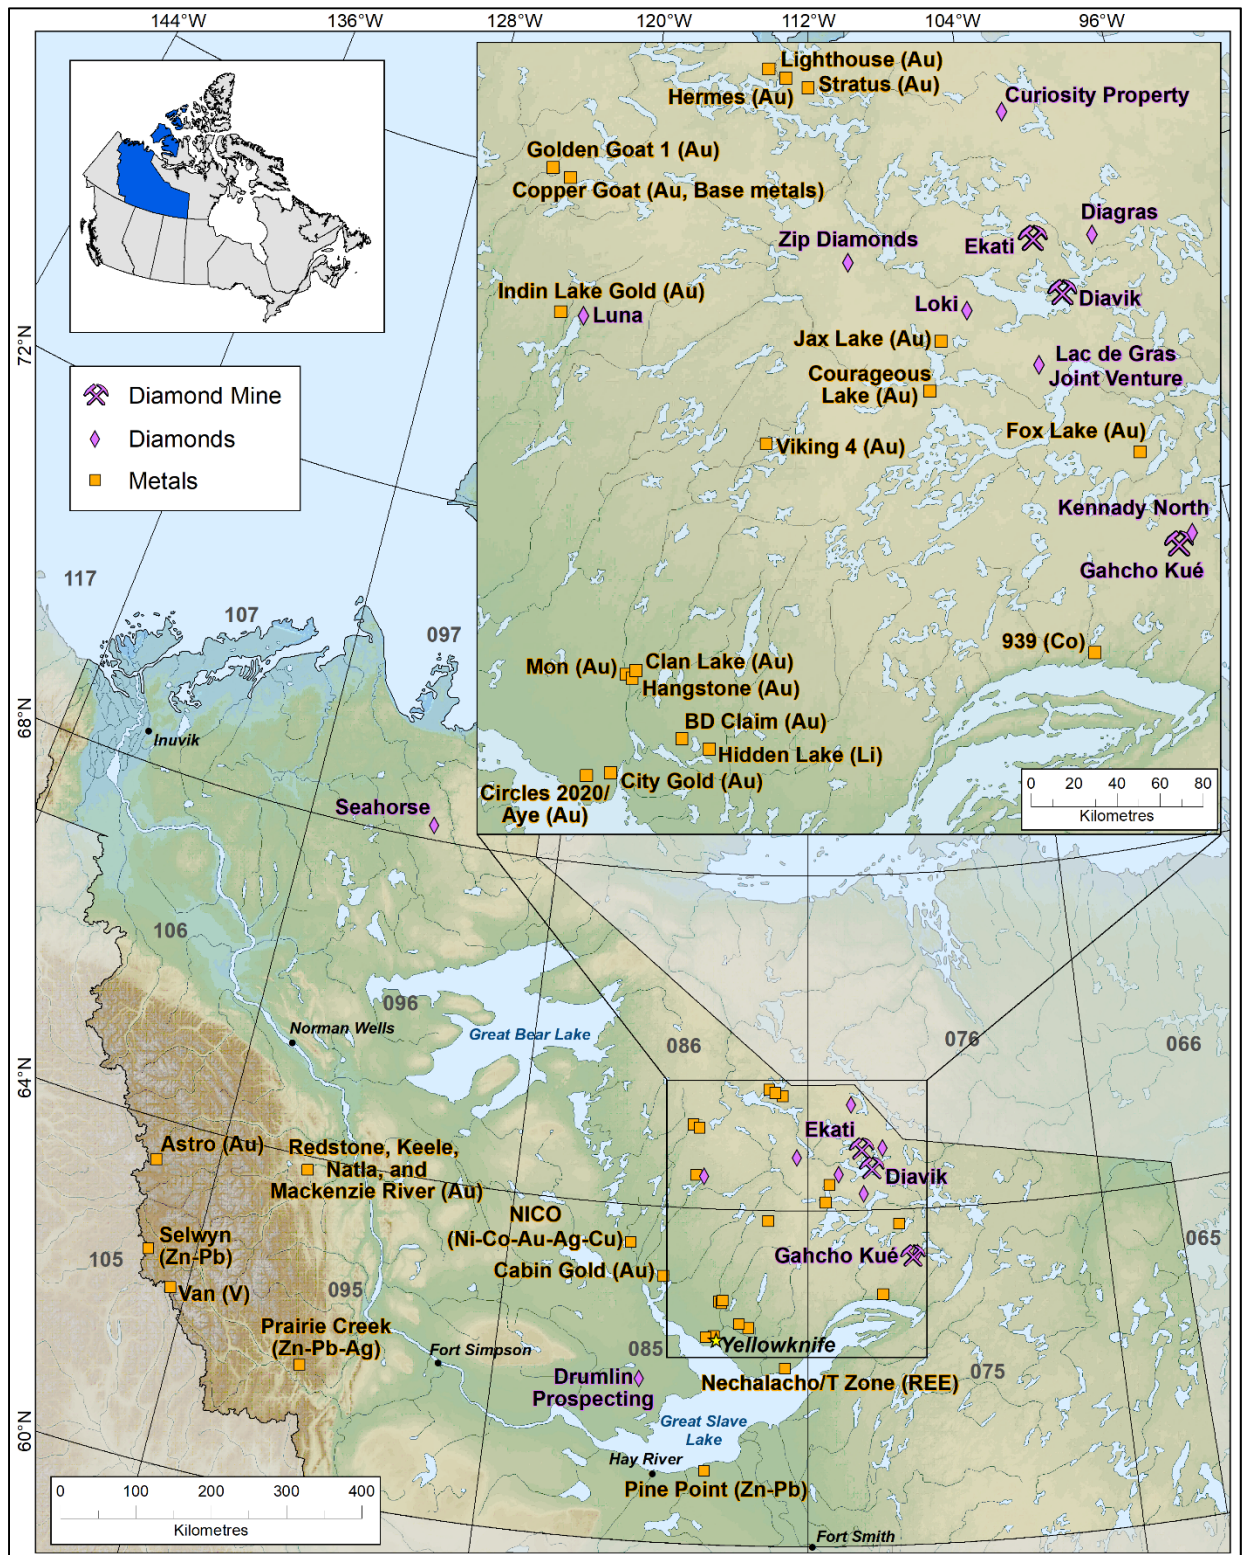 144°W
136°W
128°W
120°W
112°W
104°W
96°W
72°N
68°N
64°N
60°N
Diamond Mine
Diamonds
Metals
Lighthouse (Au)
Hermes (Au)
Stratus (Au)
Curiosity Property
Golden Goat 1 (Au)
Copper Goat (Au, Base metals)
Diagras
Zip Diamonds
Ekati
Indin Lake Gold (Au)
Luna
Loki
Diavik
Jax Lake (Au)
Lac de Gras
Joint Venture
Courageous
Lake (Au)
Viking 4 (Au)
Fox Lake (Au)
Kennady North
Gahcho Kué
939 (Co)
Mon (Au)
Clan Lake (Au)
Hangstone (Au)
BD Claim (Au)
Hidden Lake (Li)
City Gold (Au)
Circles 2020/
Aye (Au)
0 20 40 60 80
Kilometres
117
107
097
Inuvik
Seahorse
106
096
Norman Wells
Great Bear Lake
086
076
066
Astro (Au)
Redstone, Keele,
Natla, and
Mackenzie River (Au)
Ekati
Diavik
NICO
(Ni-Co-Au-Ag-Cu)
Selwyn
(Zn-Pb)
105
Van (V)
095
Cabin Gold (Au)
Gahcho Kué
065
Prairie Creek
(Zn-Pb-Ag)
Fort Simpson
085
Yellowknife
Drumlin
Prospecting
Nechalacho/T Zone (REE)
075
Great Slave
Lake
Hay River
Pine Point (Zn-Pb)
Fort Smith
0 100 200 300 400
Kilometres